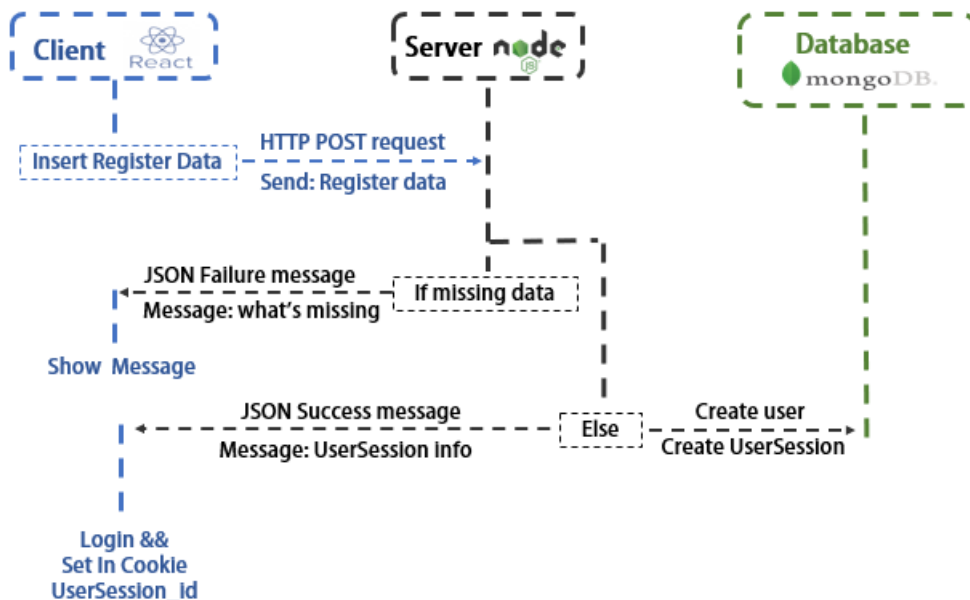 Client
React
Server node
JS
Database
mongoDB.
Insert Register Data
HTTP POST request
Send: Register data
JSON Failure message
Message: what's missing
If missing data
Show Message
JSON Success message
Message: UserSession info
Else
Create user
Create UserSession
Login &&
Set In Cookie
UserSession_id